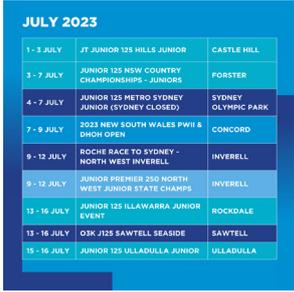 JULY 2023
1 - 3 JULY JT JUNIOR 125 HILLS JUNIOR CASTLE HILL
3 - 7 JULY JUNIOR 125 NSW COUNTRY CHAMPIONSHIPS - JUNIORS FORSTER
4 - 7 JULY JUNIOR 125 METRO SYDNEY JUNIOR (SYDNEY CLOSED) SYDNEY OLYMPIC PARK
7 - 9 JULY 2023 NEW SOUTH WALES PWII & DHOH OPEN CONCORD
9 - 12 JULY ROCHE RACE TO SYDNEY - NORTH WEST INVERELL INVERELL
9 - 12 JULY JUNIOR PREMIER 250 NORTH WEST JUNIOR STATE CHAMPS INVERELL
13 - 16 JULY JUNIOR 125 ILLAWARRA JUNIOR EVENT ROCKDALE
13 - 16 JULY O3K J125 SAWTELL SEASIDE SAWTELL
15 - 16 JULY JUNIOR 125 ULLADULLA JUNIOR ULLADULLA